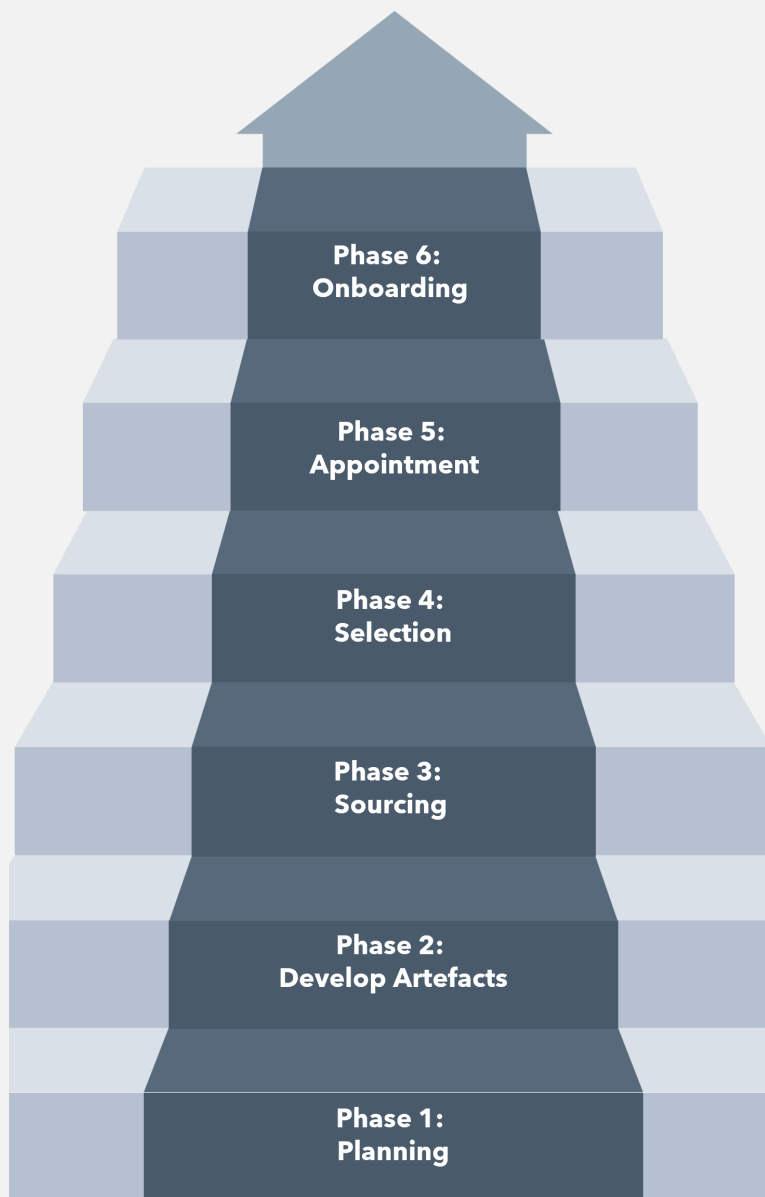 Phase 6:
Onboarding
Phase 5:
Appointment
Phase 4:
Selection
Phase 3:
Sourcing
Phase 2:
Develop Artefacts
Phase 1:
Planning